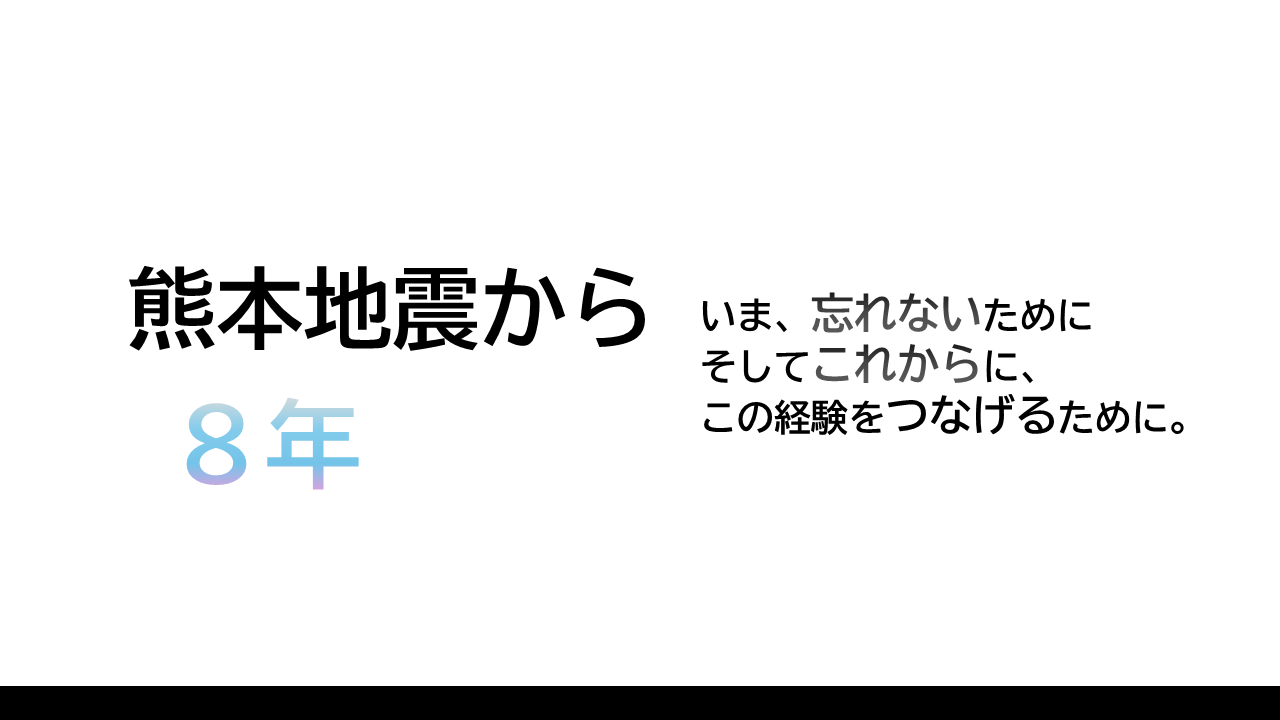 熊本地震から
８年
いま、忘れないために
そしてこれからに、
この経験をつなげるために。